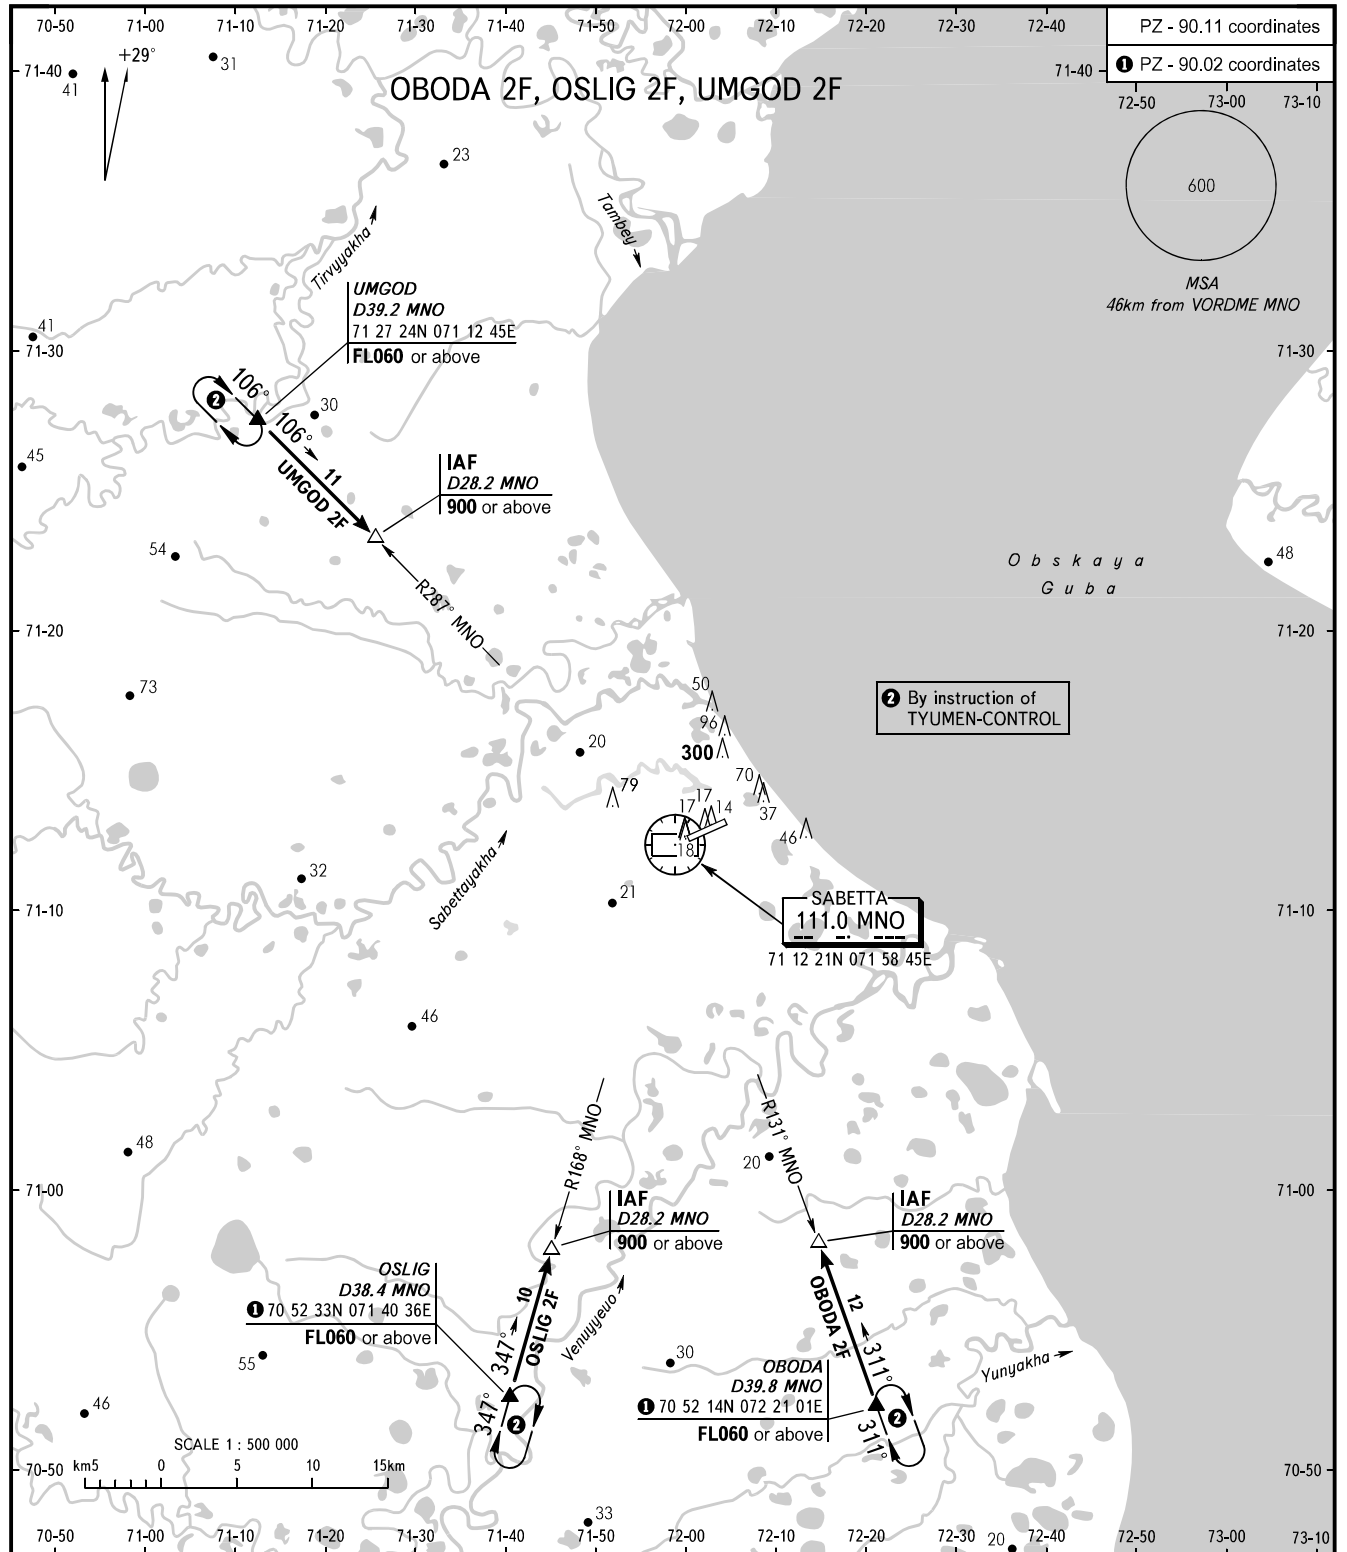 70-50 71-00 71-10 71-20 71-30 71-40 71-50 72-00 72-10 72-20 72-30 72-40
PZ - 90.11 coordinates
❶ PZ - 90.02 coordinates
+29°
31
71-40
41
71-40
OBODA 2F, OSLIG 2F, UMGOD 2F
72-50 73-00 73-10
23
600
Tambey
Tirvyyakha
MSA
46km from VORDME MNO
UMGOD
D39.2 MNO
71 27 24N 071 12 45E
FL060 or above
41
71-30
71-30
106°
❷
30
106°
11
UMGOD 2F
45
IAF
D28.2 MNO
900 or above
54
Obskaya
Guba
48
R287° MNO
71-20
71-20
73
50
96
300
❷ By instruction of
TYUMEN-CONTROL
20
79
70
37
17
17
14
46
18
32
Sabettayakha
21
SABETTA
111.0 MNO
71 12 21N 071 58 45E
71-10
71-10
46
R168° MNO
R131° MNO
48
20
71-00
71-00
IAF
D28.2 MNO
900 or above
IAF
D28.2 MNO
900 or above
OSLIG
D38.4 MNO
❶ 70 52 33N 071 40 36E
FL060 or above
10
OSLIG 2F
347°
347°
❷
Venuyyeuo
12
OBODA 2F
311°
311°
❷
55
30
OBODA
D39.8 MNO
❶ 70 52 14N 072 21 01E
FL060 or above
Yunyakha
46
SCALE 1 : 500 000
km5 0 5 10 15km
70-50
70-50
33
20
70-50 71-00 71-10 71-20 71-30 71-40 71-50 72-00 72-10 72-20 72-30 72-40 72-50 73-00 73-10